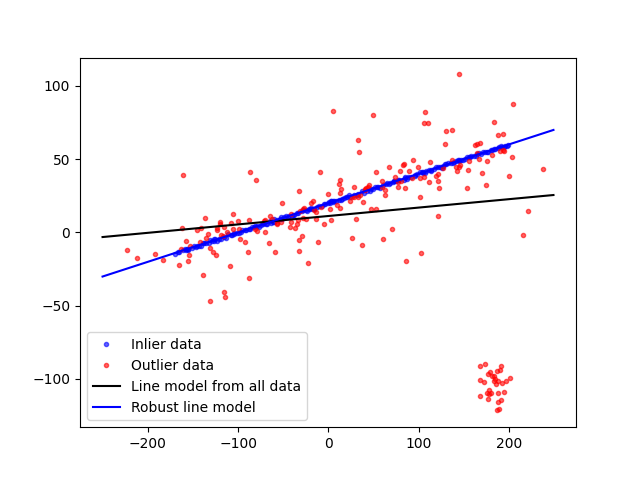 100
50
0
−50
−100
Inlier data
Outlier data
Line model from all data
Robust line model
−200
−100
0
100
200